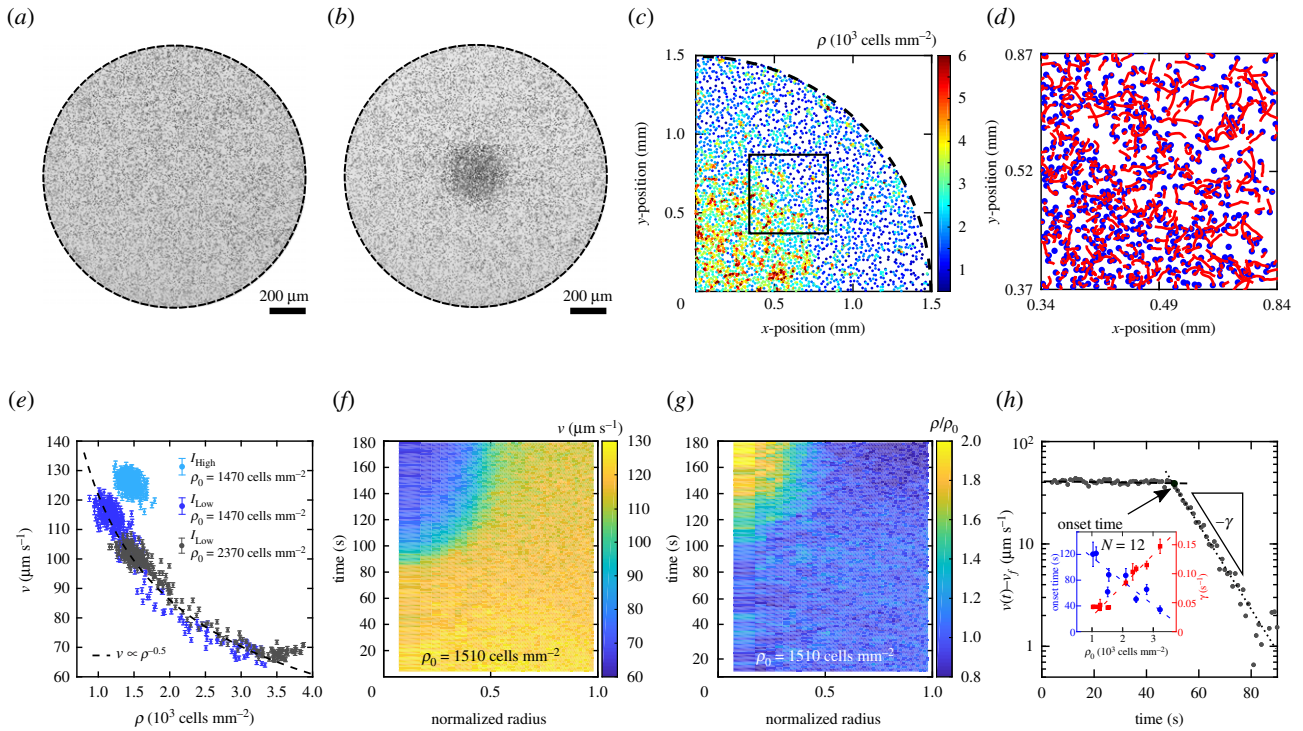 (a)
200 µm
(b)
200 µm
(c)
ρ (10³ cells mm⁻²)
1.5
1.0
0.5
0
0.5
1.0
1.5
y-position (mm)
x-position (mm)
6
5
4
3
2
1
(d)
0.87
0.52
0.37
0.34
0.49
0.84
y-position (mm)
x-position (mm)
(e)
140
130
120
110
100
90
80
70
60
v (µm s⁻¹)
I_High
ρ₀ = 1470 cells mm⁻²
I_Low
ρ₀ = 1470 cells mm⁻²
I_Low
ρ₀ = 2370 cells mm⁻²
v ∝ ρ^−0.5
1.0
1.5
2.0
2.5
3.0
3.5
4.0
ρ (10³ cells mm⁻²)
(f)
v (µm s⁻¹)
180
160
140
120
100
80
60
40
20
0
time (s)
ρ₀ = 1510 cells mm⁻²
0.5
1.0
normalized radius
130
120
110
100
90
80
70
60
(g)
ρ/ρ₀
180
160
140
120
100
80
60
40
20
0
time (s)
ρ₀ = 1510 cells mm⁻²
0.5
1.0
normalized radius
2.0
1.8
1.6
1.4
1.2
1.0
0.8
(h)
10²
10
1
v(t)–v_f (µm s⁻¹)
onset time
−γ
N = 12
120
80
40
0
onset time (s)
0.15
0.10
0.05
0
γ (s⁻¹)
1
2
3
ρ₀ (10³ cells mm⁻²)
0
20
40
60
80
time (s)